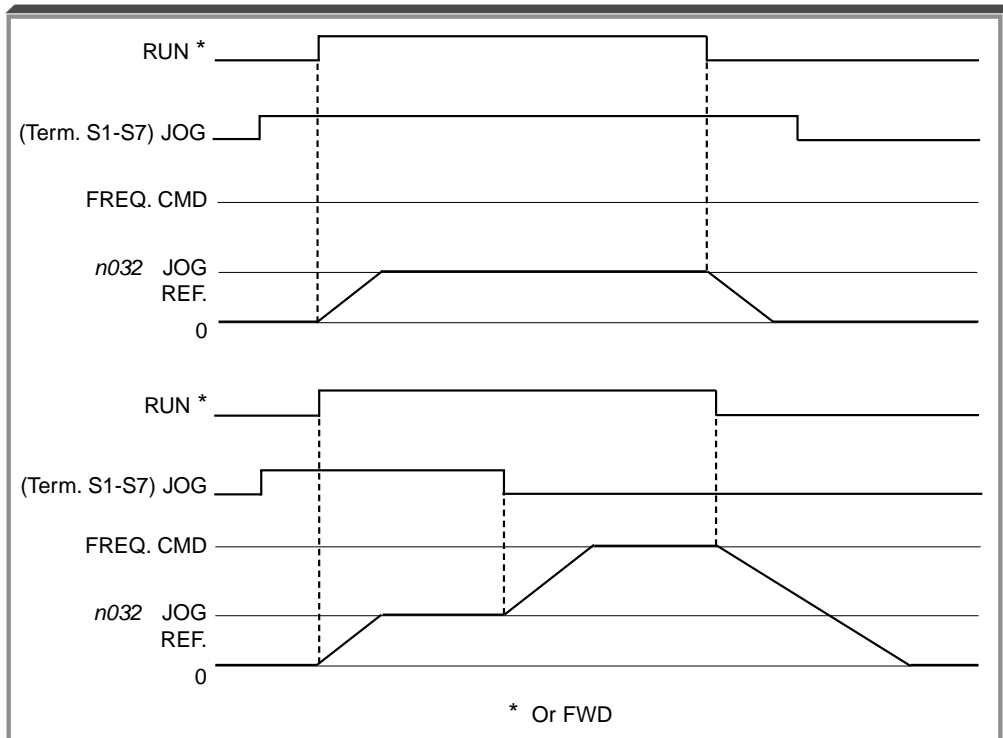 RUN *
(Term. S1-S7) JOG
FREQ. CMD
n032 JOG
REF.
0
RUN *
(Term. S1-S7) JOG
FREQ. CMD
n032 JOG
REF.
0
* Or FWD